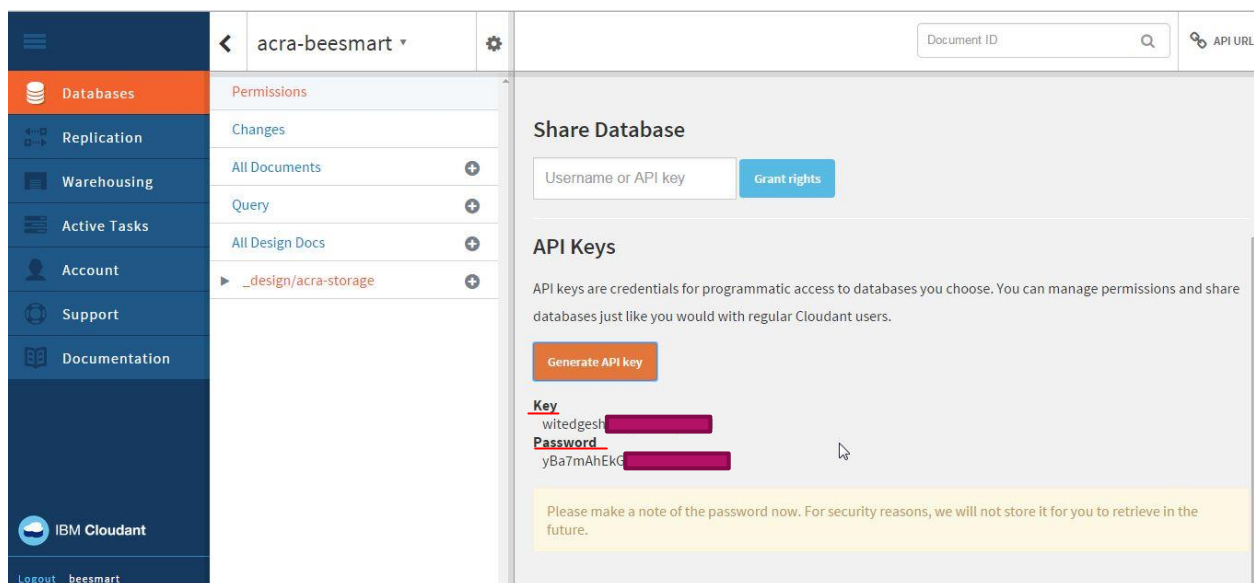 acra-beesmart
Document ID
API URL
Databases
Replication
Warehousing
Active Tasks
Account
Support
Documentation
IBM Cloudant
Logout beesmart
Permissions
Changes
All Documents
Query
All Design Docs
_design/acra-storage
Share Database
Username or API key
Grant rights
API Keys
API keys are credentials for programmatic access to databases you choose. You can manage permissions and share
databases just like you would with regular Cloudant users.
Generate API key
Key
witedgesh
Password
yBa7mAhEkG
Please make a note of the password now. For security reasons, we will not store it for you to retrieve in the
future.